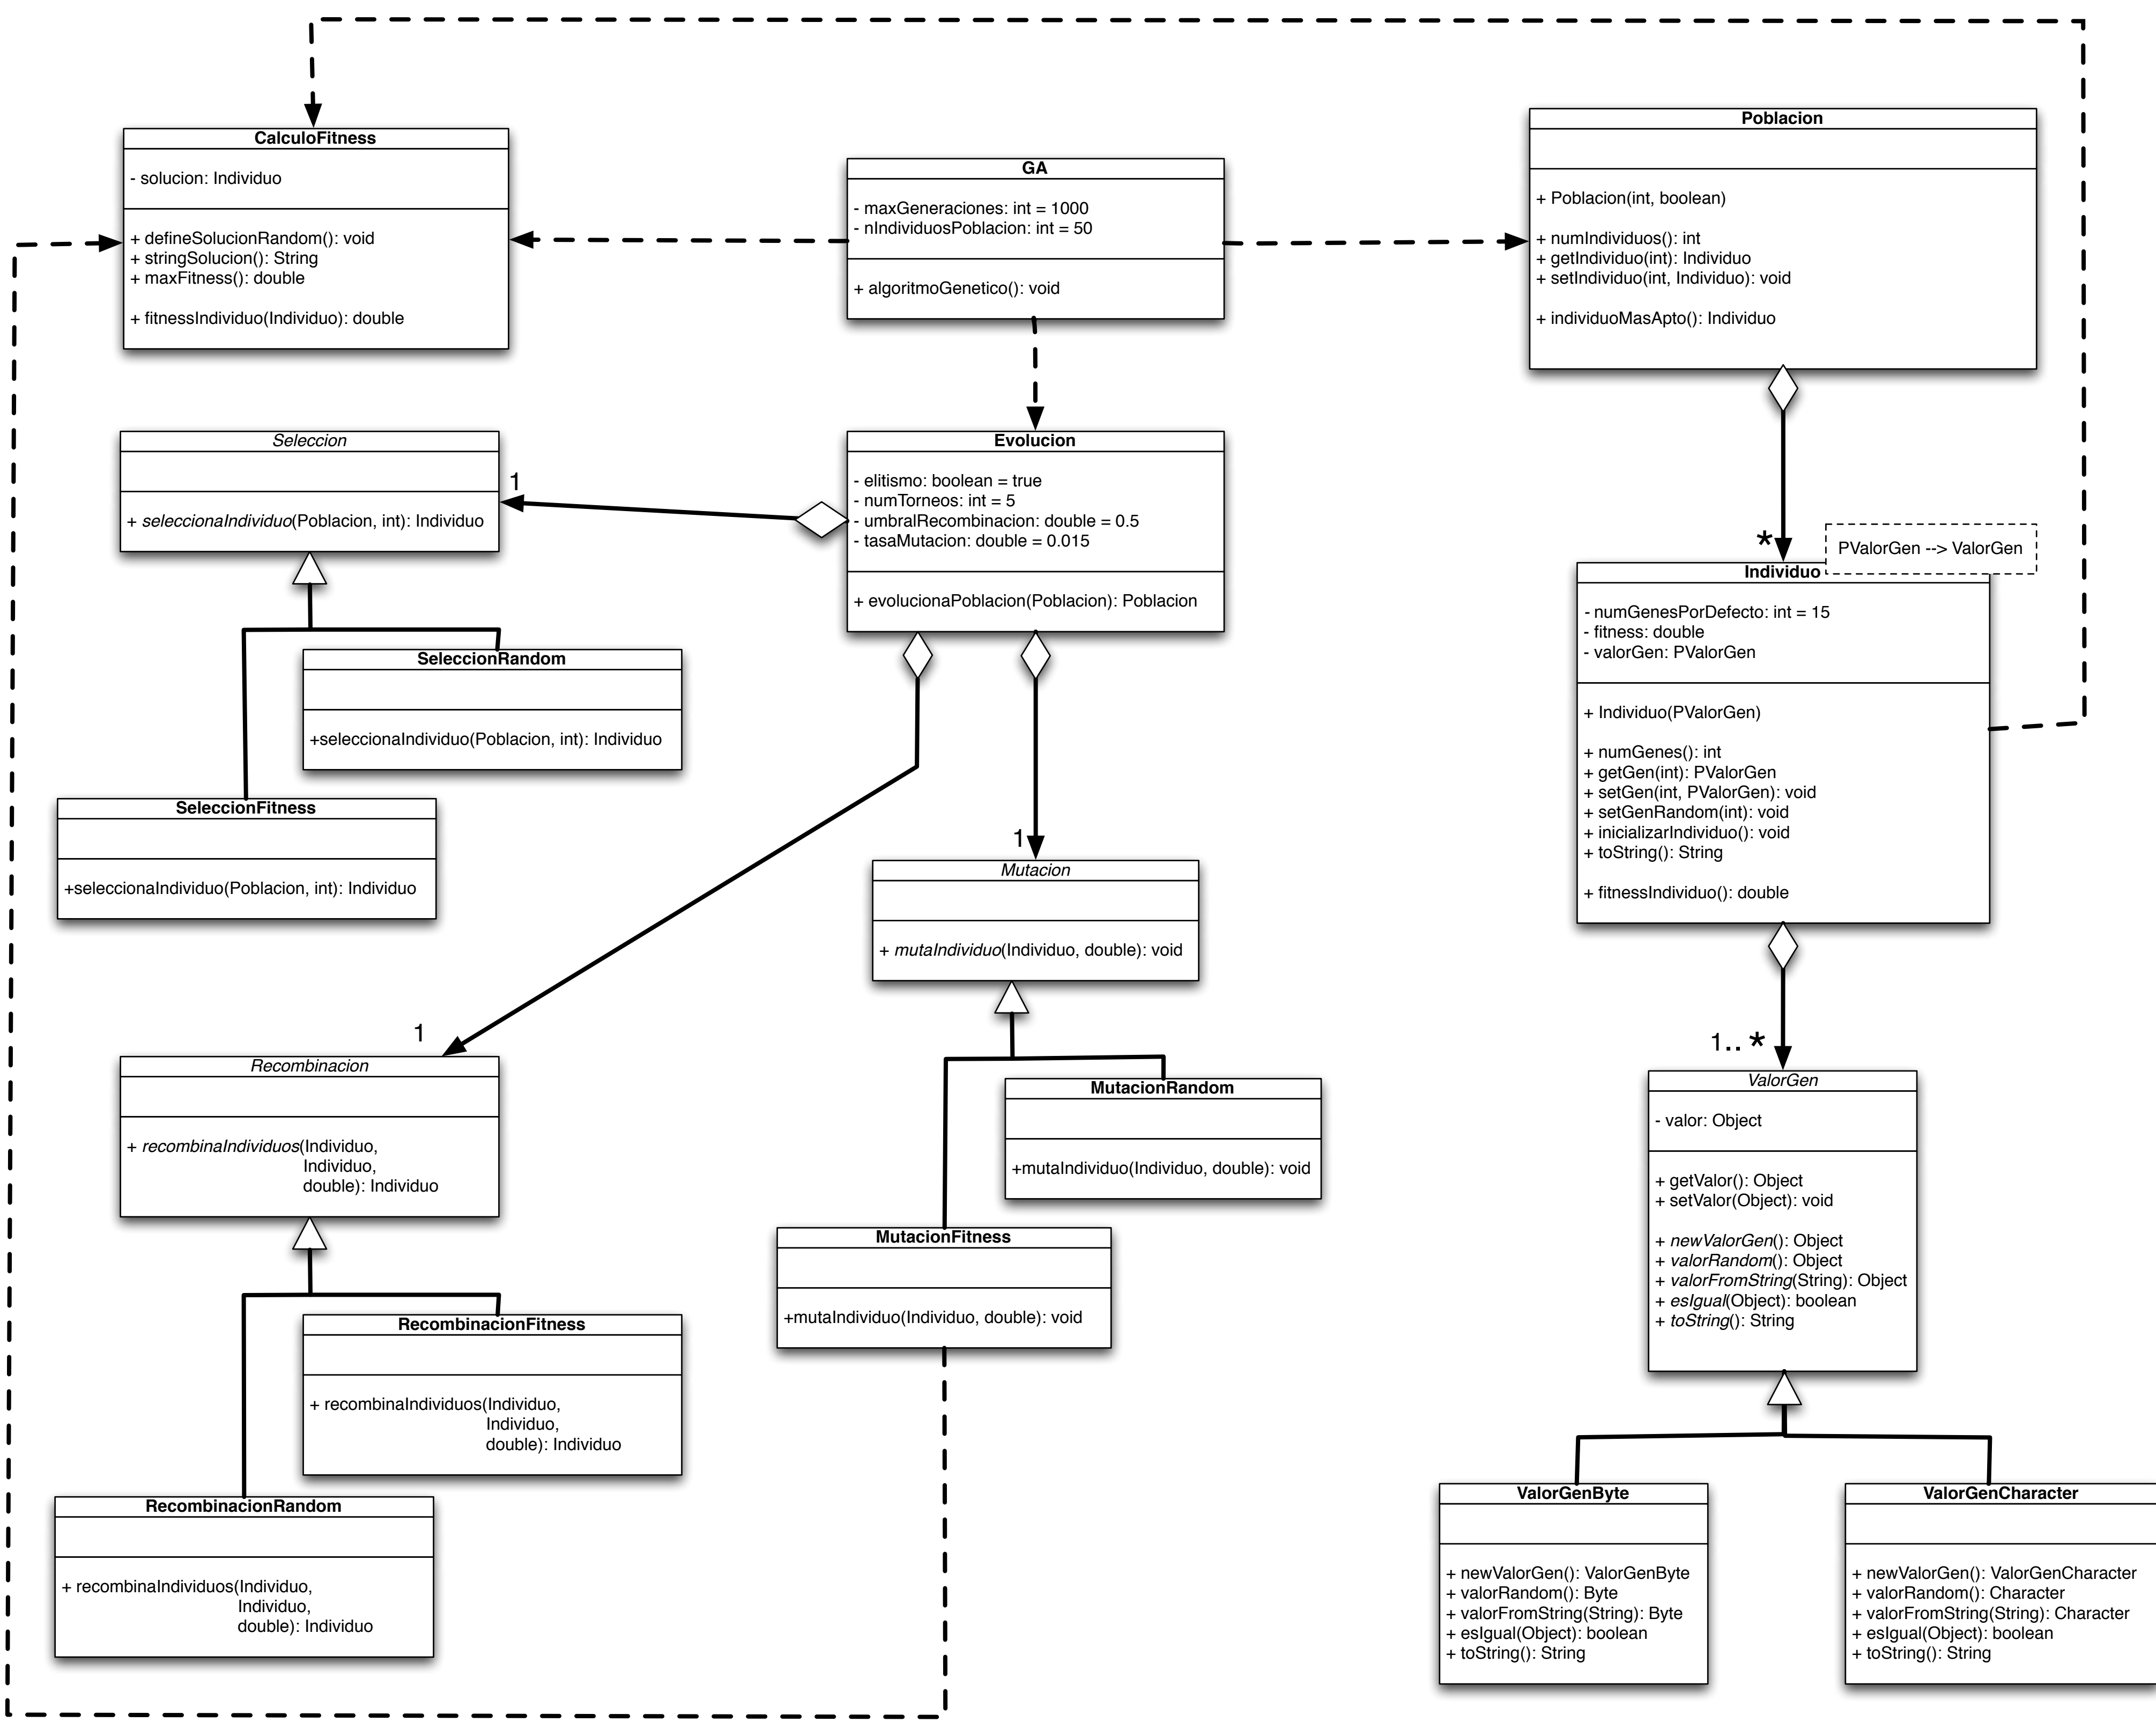 CalculoFitness
- solucion: Individuo
+ defineSolucionRandom(): void
+ stringSolucion(): String
+ maxFitness(): double
+ fitnessIndividuo(Individuo): double
GA
- maxGeneraciones: int = 1000
- nIndividuosPoblacion: int = 50
+ algoritmoGenetico(): void
Poblacion
+ Poblacion(int, boolean)
+ numIndividuos(): int
+ getIndividuo(int): Individuo
+ setIndividuo(int, Individuo): void
+ individuoMasApto(): Individuo
Seleccion
+ seleccionaIndividuo(Poblacion, int): Individuo
1
Evolucion
- elitismo: boolean = true
- numTorneos: int = 5
- umbralRecombinacion: double = 0.5
- tasaMutacion: double = 0.015
+ evolucionaPoblacion(Poblacion): Poblacion
*
PValorGen --> ValorGen
Individuo
- numGenesPorDefecto: int = 15
- fitness: double
- valorGen: PValorGen
+ Individuo(PValorGen)
+ numGenes(): int
+ getGen(int): PValorGen
+ setGen(int, PValorGen): void
+ setGenRandom(int): void
+ inicializarIndividuo(): void
+ toString(): String
+ fitnessIndividuo(): double
SeleccionRandom
+seleccionaIndividuo(Poblacion, int): Individuo
SeleccionFitness
+seleccionaIndividuo(Poblacion, int): Individuo
1
Mutacion
+ mutaIndividuo(Individuo, double): void
1
Recombinacion
+ recombinaIndividuos(Individuo,
Individuo,
double): Individuo
MutacionRandom
+mutaIndividuo(Individuo, double): void
MutacionFitness
+mutaIndividuo(Individuo, double): void
1.. *
ValorGen
- valor: Object
+ getValor(): Object
+ setValor(Object): void
+ newValorGen(): Object
+ valorRandom(): Object
+ valorFromString(String): Object
+ esIgual(Object): boolean
+ toString(): String
RecombinacionFitness
+ recombinaIndividuos(Individuo,
Individuo,
double): Individuo
RecombinacionRandom
+ recombinaIndividuos(Individuo,
Individuo,
double): Individuo
ValorGenByte
+ newValorGen(): ValorGenByte
+ valorRandom(): Byte
+ valorFromString(String): Byte
+ esIgual(Object): boolean
+ toString(): String
ValorGenCharacter
+ newValorGen(): ValorGenCharacter
+ valorRandom(): Character
+ valorFromString(String): Character
+ esIgual(Object): boolean
+ toString(): String